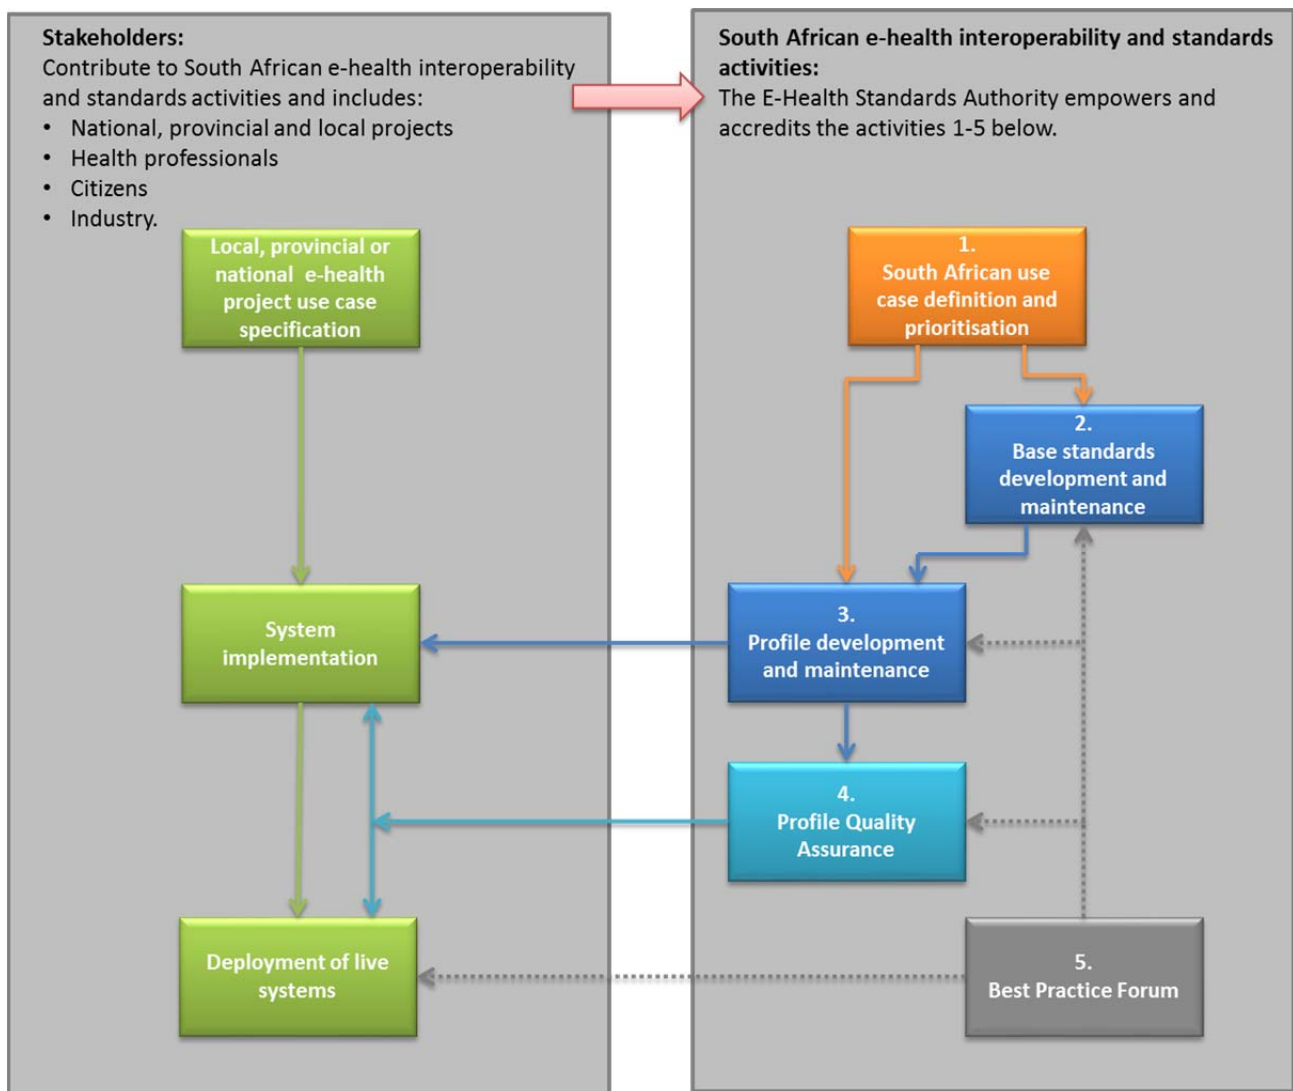 Stakeholders:
Contribute to South African e-health interoperability
and standards activities and includes:
• National, provincial and local projects
• Health professionals
• Citizens
• Industry.
South African e-health interoperability and standards
activities:
The E-Health Standards Authority empowers and
accredits the activities 1-5 below.
Local, provincial or
national e-health
project use case
specification
1.
South African use
case definition and
prioritisation
2.
Base standards
development and
maintenance
System
implementation
3.
Profile development
and maintenance
4.
Profile Quality
Assurance
Deployment of live
systems
5.
Best Practice Forum